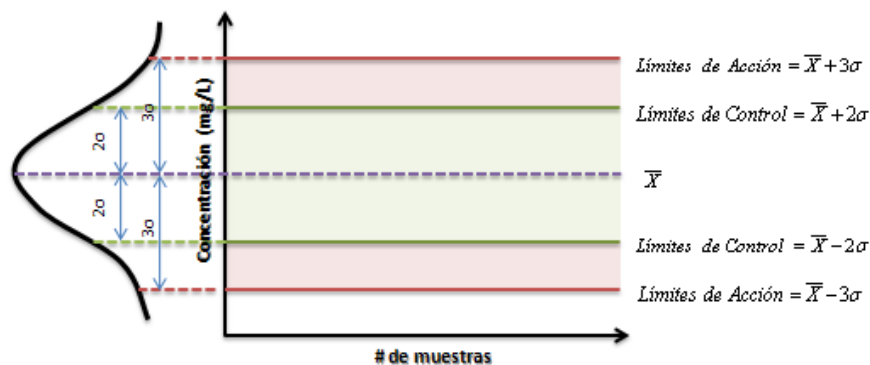 Límites de Acción = X̅ + 3σ
Límites de Control = X̅ + 2σ
X̅
Límites de Control = X̅ − 2σ
Límites de Acción = X̅ − 3σ
2σ
3σ
2σ
3σ
Concentración (mg/L)
# de muestras